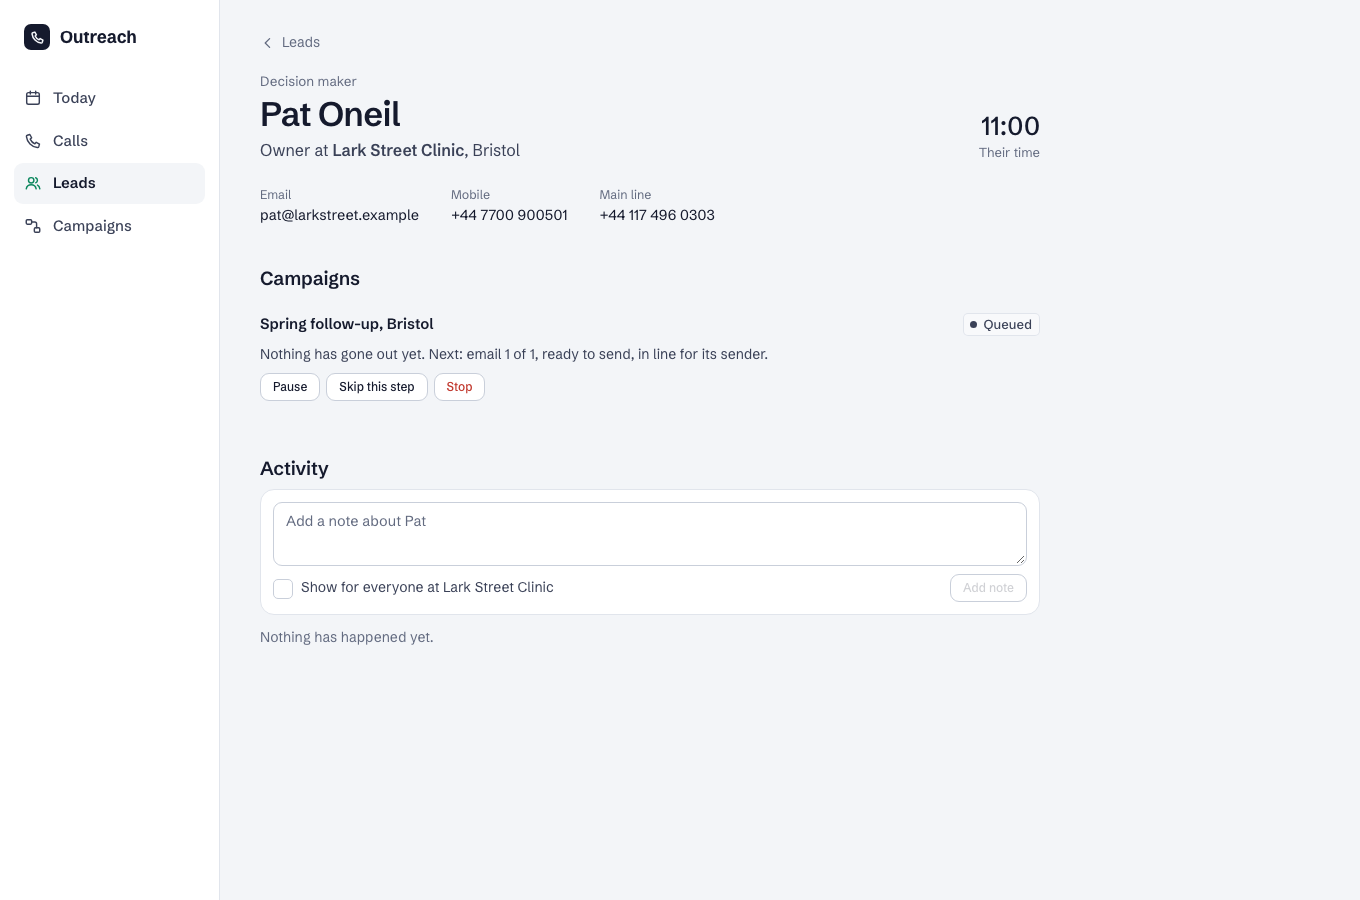 Outreach
Today
Calls
Leads
Campaigns
Leads
Decision maker
Pat Oneil
Owner at Lark Street Clinic, Bristol
11:00
Their time
Email
pat@larkstreet.example
Mobile
+44 7700 900501
Main line
+44 117 496 0303
Campaigns
Spring follow-up, Bristol
Queued
Nothing has gone out yet. Next: email 1 of 1, ready to send, in line for its sender.
Pause
Skip this step
Stop
Activity
Add a note about Pat
Show for everyone at Lark Street Clinic
Add note
Nothing has happened yet.